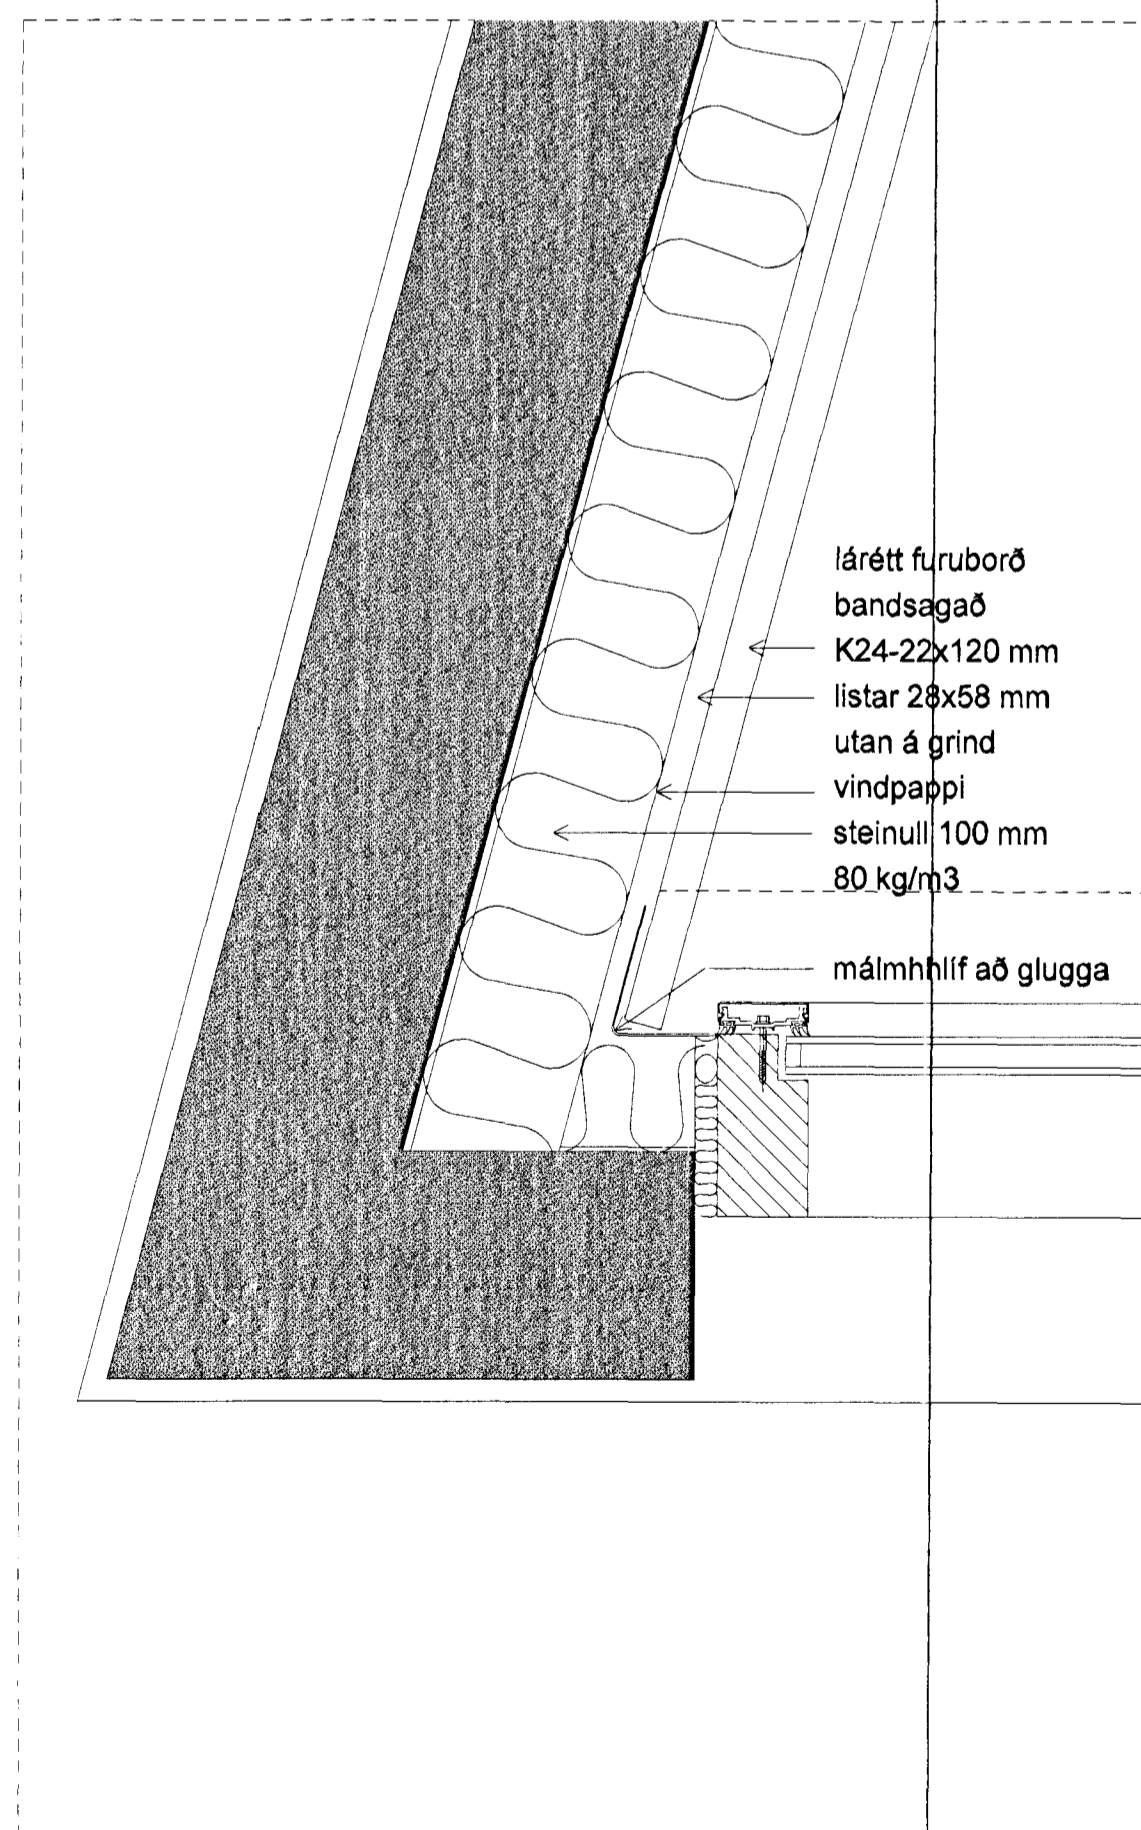 lárétt furuborð
bandsagað
K24-22x120 mm
listar 28x58 mm
utan á grind
vindpappi
steinull 100 mm
80 kg/m3
málmhhlíf að glugga